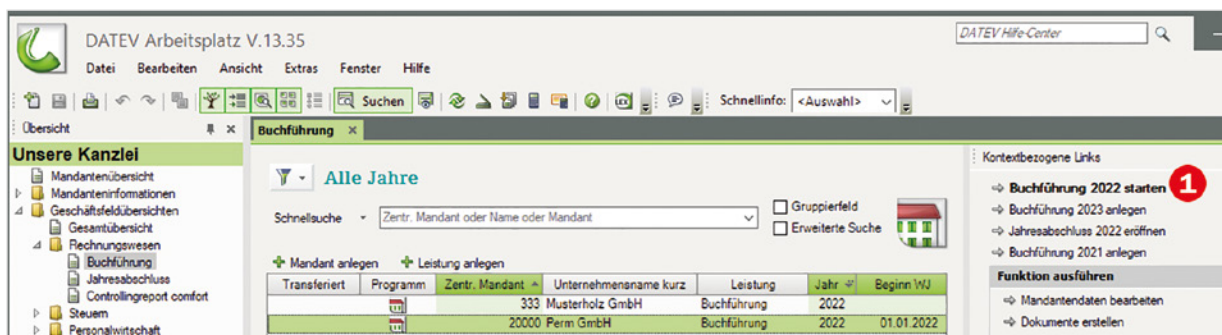 DATEV Arbeitsplatz V.13.35
DATEV Hilfe-Center
Datei Bearbeiten Ansicht Extras Fenster Hilfe
Suchen Schnellinfo: <Auswahl>
Übersicht
Unsere Kanzlei
Mandantenübersicht
Mandanteninformationen
Geschäftsfeldübersichten
Gesamtübersicht
Rechnungswesen
Buchführung
Jahresabschluss
Controllingreport comfort
Steuern
Personalwirtschaft
Buchführung
Alle Jahre
Schnellsuche Zentr. Mandant oder Name oder Mandant
Gruppierfeld
Erweiterte Suche
Mandant anlegen Leistung anlegen
Transferiert Programm Zentr. Mandant Unternehmensname kurz Leistung Jahr Beginn WJ
333 Musterholz GmbH Buchführung 2022
20000 Perm GmbH Buchführung 2022 01.01.2022
Kontextbezogene Links
Buchführung 2022 starten 1
Buchführung 2023 anlegen
Jahresabschluss 2022 eröffnen
Buchführung 2021 anlegen
Funktion ausführen
Mandantendaten bearbeiten
Dokumente erstellen